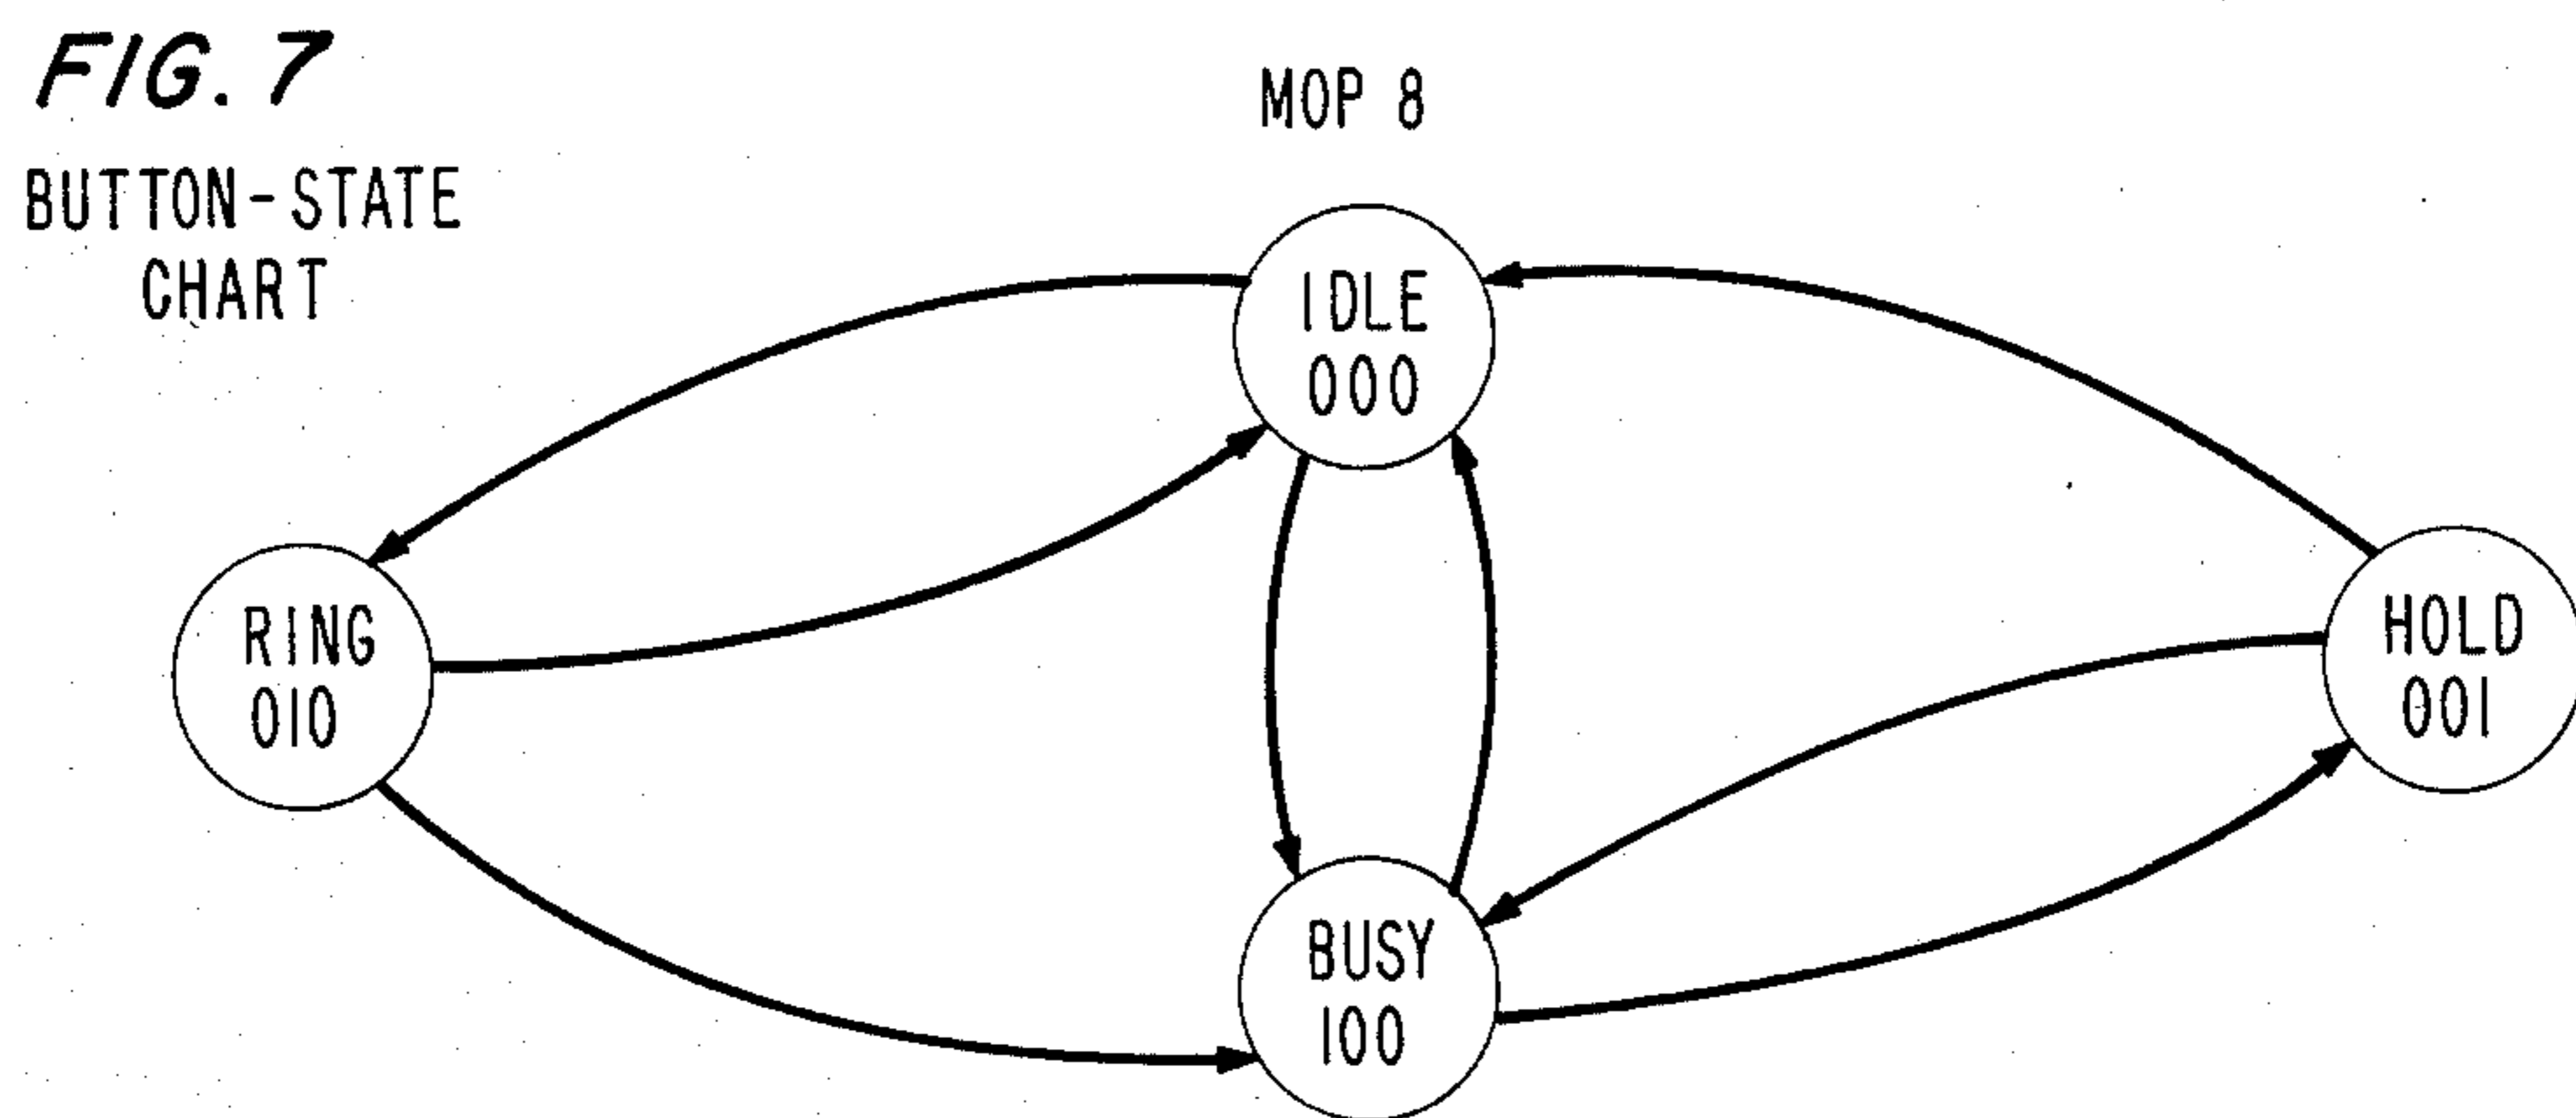 FIG. 7
BUTTON-STATE
CHART
MOP 8
IDLE
000
RING
010
HOLD
001
BUSY
100